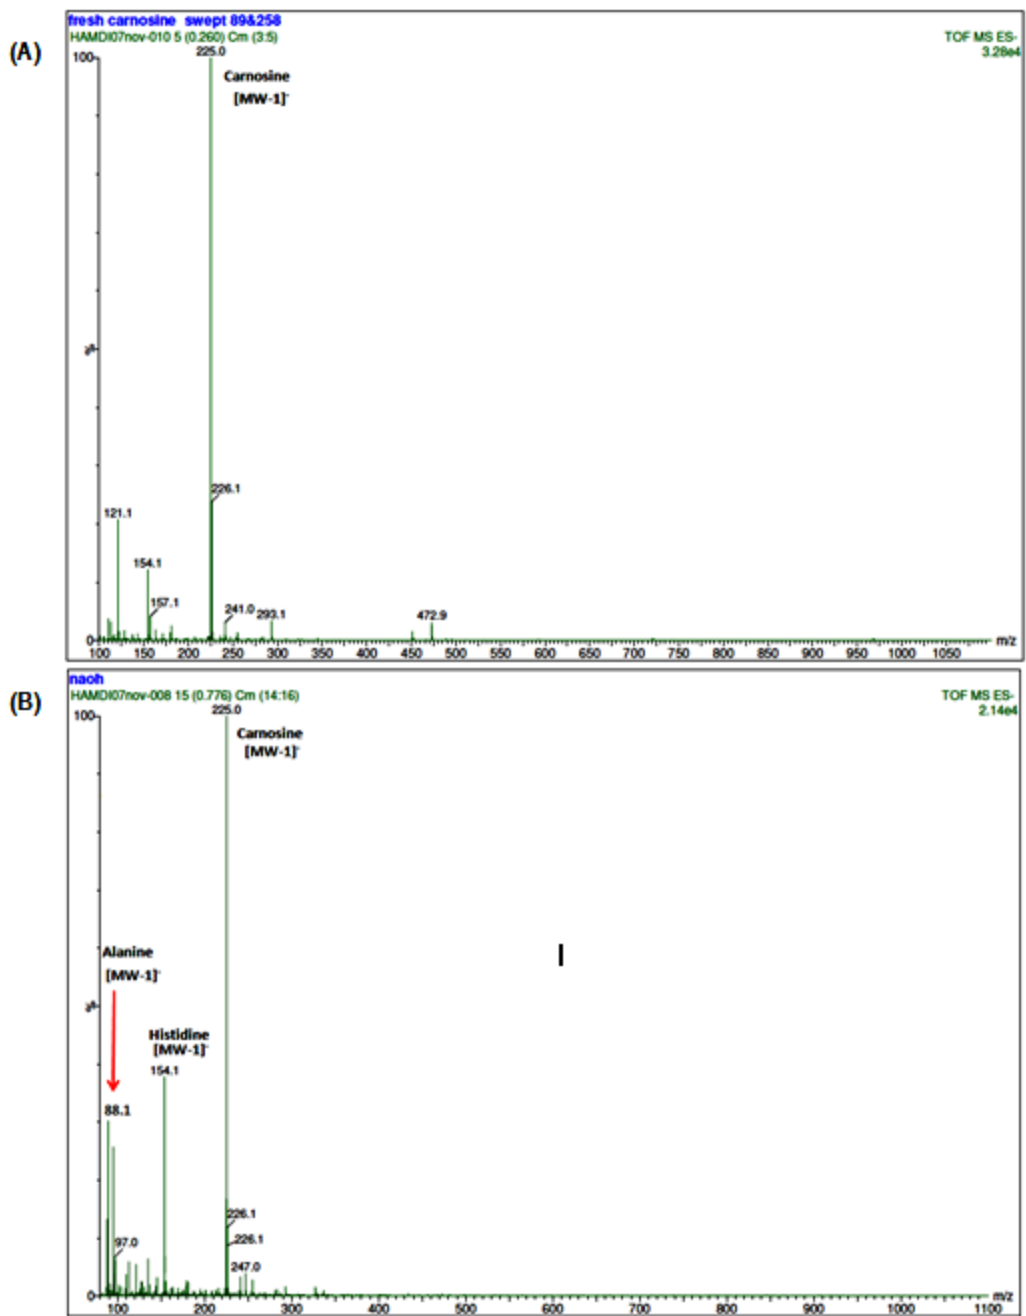 (A)
fresh carnosine swept 89&258
HAMDI07nov-010 5 (0.260) Cm (3:5)
TOF MS ES-
3.28e4
100
225.0
Carnosine
[MW-1]-
%
226.1
121.1
154.1
157.1
241.0
293.1
472.9
0
100 150 200 250 300 350 400 450 500 550 600 650 700 750 800 850 900 950 1000 1050
m/z
(B)
naoh
HAMDI07nov-008 15 (0.776) Cm (14:16)
TOF MS ES-
2.14e4
100
225.0
Carnosine
[MW-1]-
Alanine
[MW-1]-
%
Histidine
[MW-1]-
154.1
88.1
226.1
97.0
226.1
247.0
0
100 200 300 400 500 600 700 800 900 1000 1100
m/z